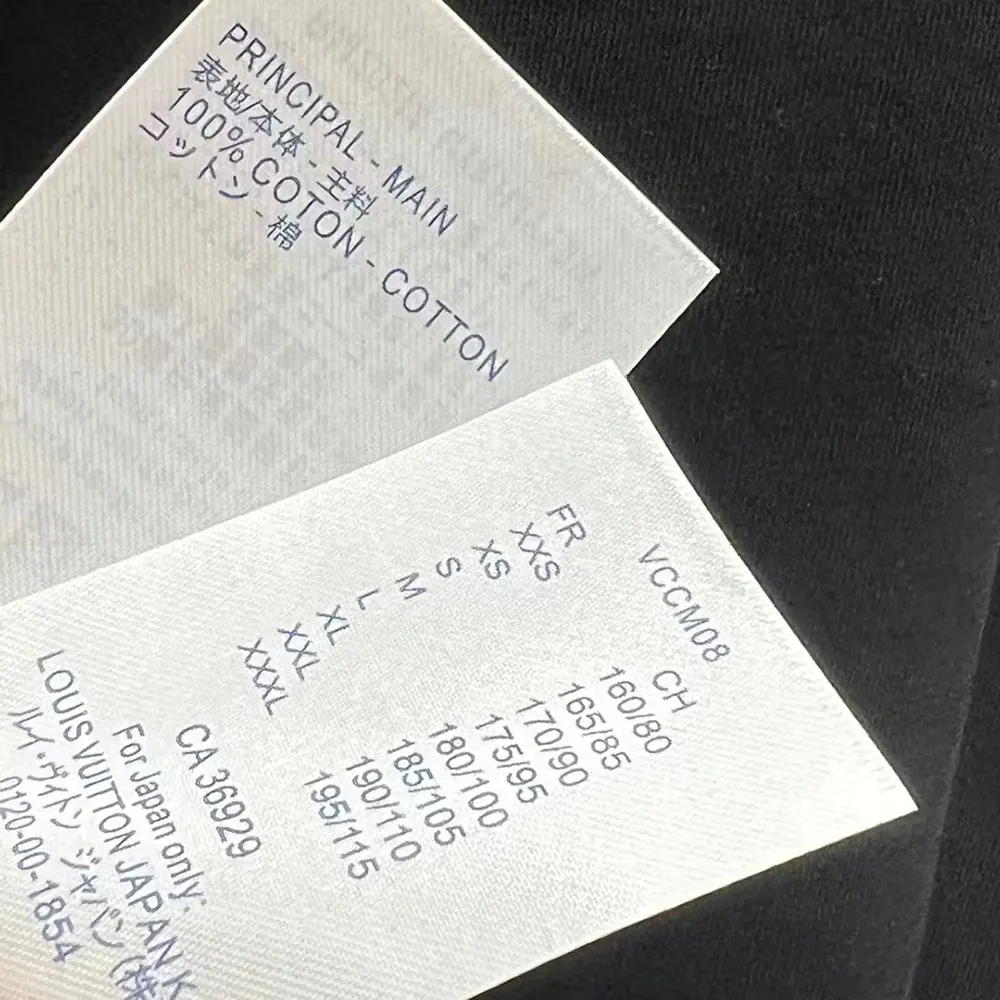 PRINCIPAL - MAIN
表地/本体 - 主料
100% COTON - COTTON
コットン - 棉
VCCM08
FR CH
XXS 160/80
XS 165/85
S 170/90
M 175/95
L 180/100
XL 185/105
XXL 190/110
XXXL 195/115
CA 36929
For Japan only:
LOUIS VUITTON JAPAN K
ルイ・ヴィトン ジャパン (株
0120-00-1854